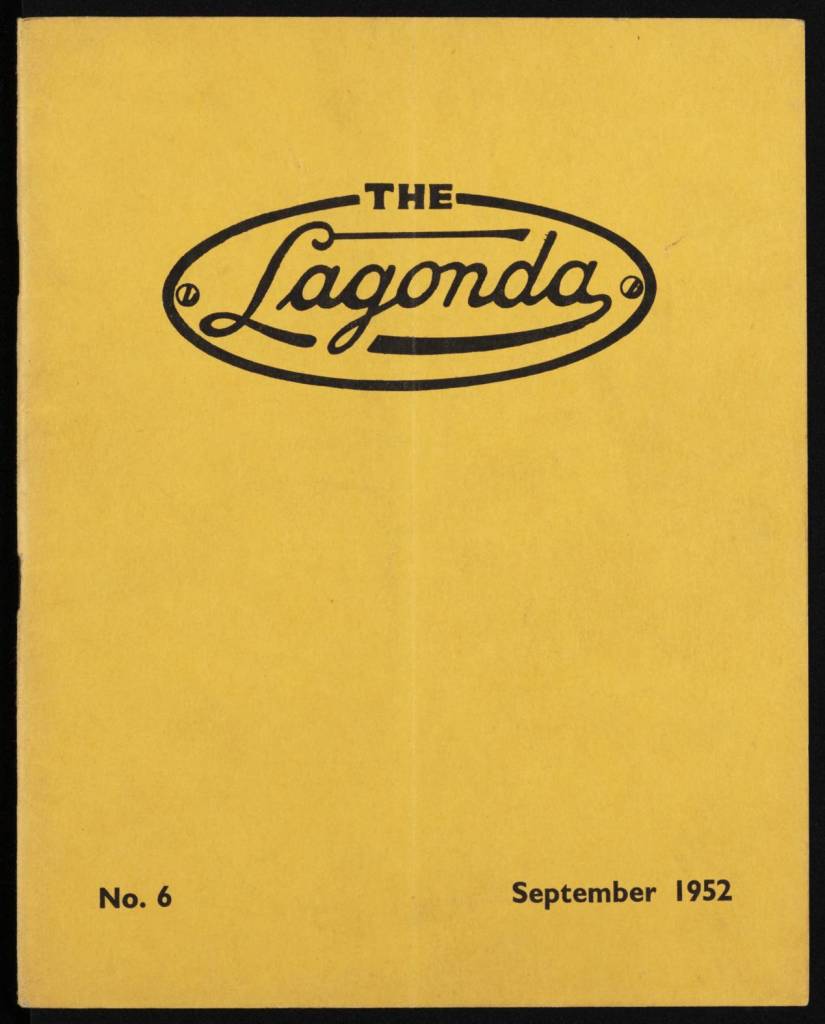 THE
Lagonda
No. 6 September 1952